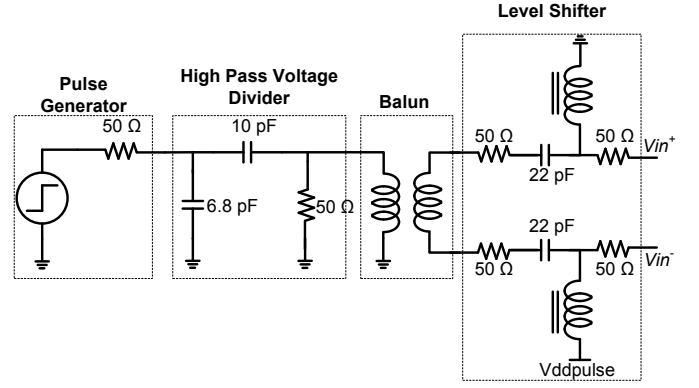 Level Shifter
Pulse
Generator
High Pass Voltage
Divider
Balun
50 Ω
10 pF
6.8 pF
50 Ω
50 Ω
22 pF
50 Ω
Vin+
22 pF
50 Ω
50 Ω
Vin-
Vddpulse